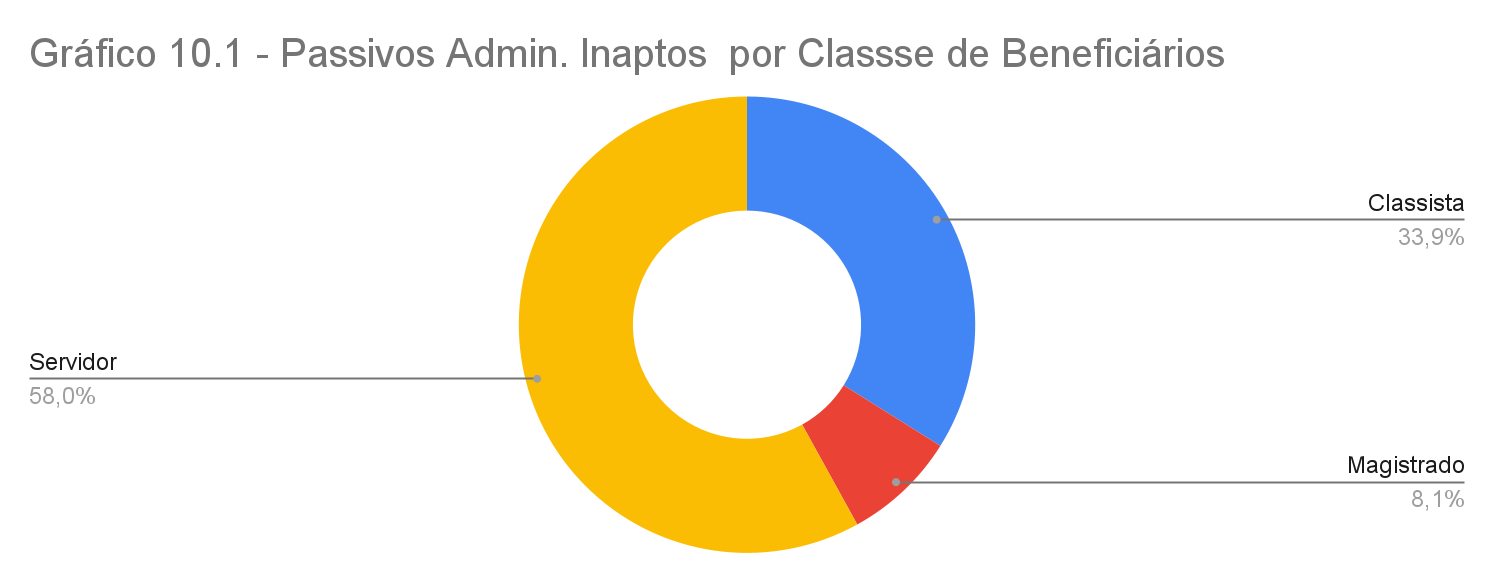 Gráfico 10.1 - Passivos Admin. Inaptos  por Classse de Beneficiários
Classista
33,9%
Servidor
58,0%
Magistrado
8,1%